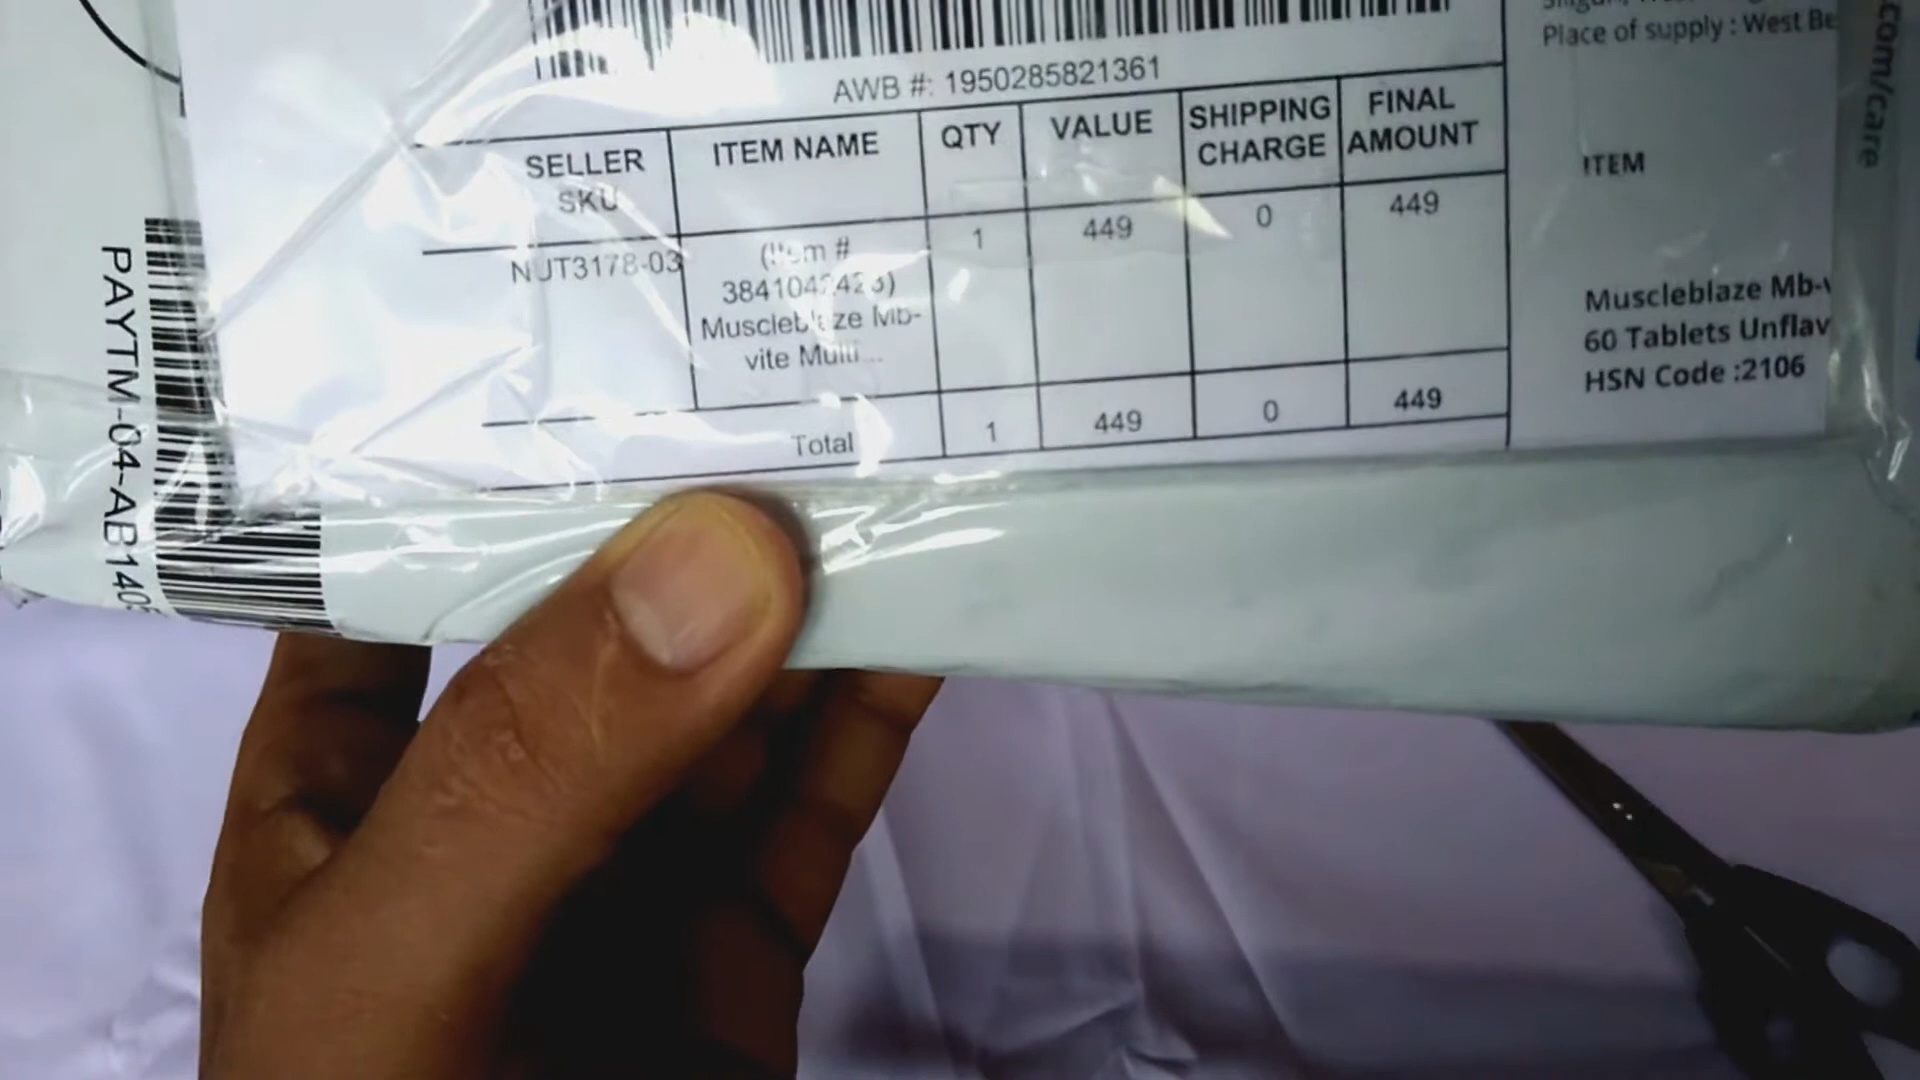 Place of supply : West Be
.com/care
AWB #: 1950285821361
SELLER SKU
ITEM NAME
QTY
VALUE
SHIPPING CHARGE
FINAL AMOUNT
NUT3178-03
(Item #
Muscleblaze Mb-
vite Multi...
1
449
0
449
Total
1
449
0
449
ITEM
Muscleblaze Mb-v
60 Tablets Unflav
HSN Code :2106
PAYTM-04-AB140